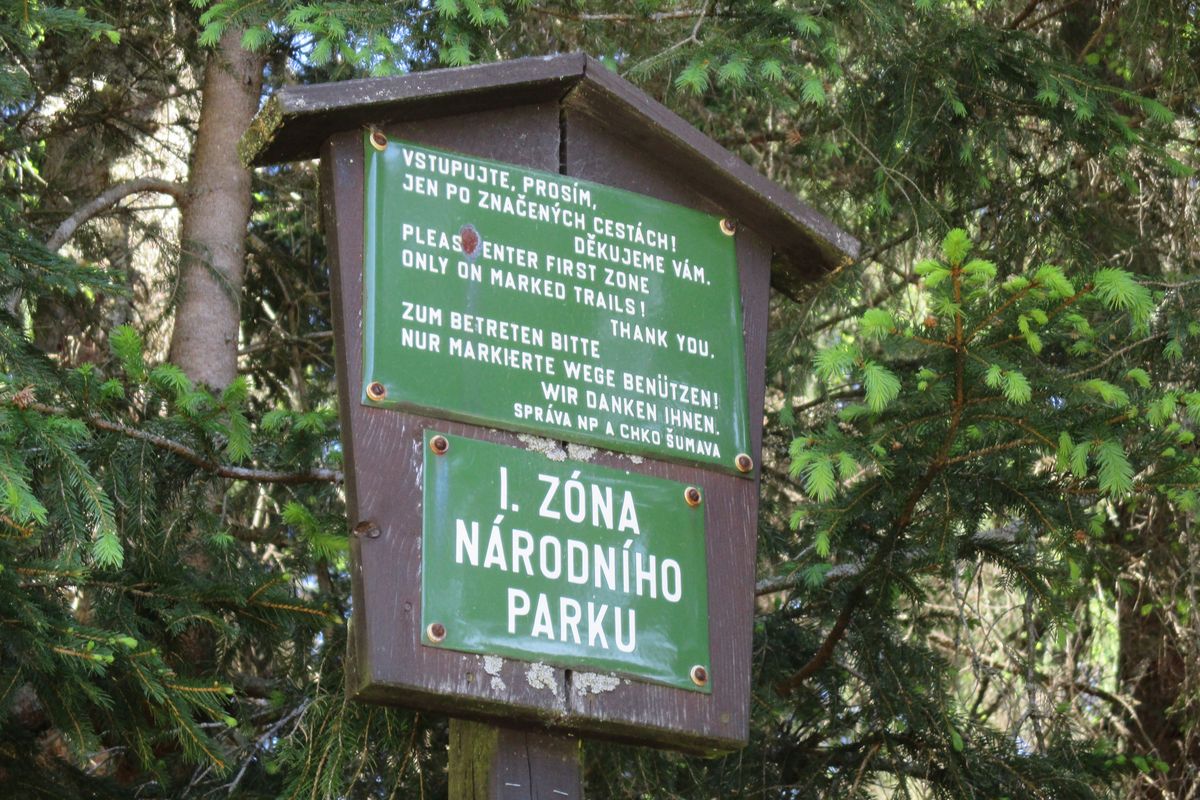 VSTUPUJTE, PROSÍM,
JEN PO ZNAČENÝCH CESTÁCH!
DĚKUJEME VÁM.
PLEASE ENTER FIRST ZONE
ONLY ON MARKED TRAILS!
THANK YOU.
ZUM BETRETEN BITTE
NUR MARKIERTE WEGE BENÜTZEN!
WIR DANKEN IHNEN.
SPRÁVA NP A CHKO ŠUMAVA
I. ZÓNA
NÁRODNÍHO
PARKU